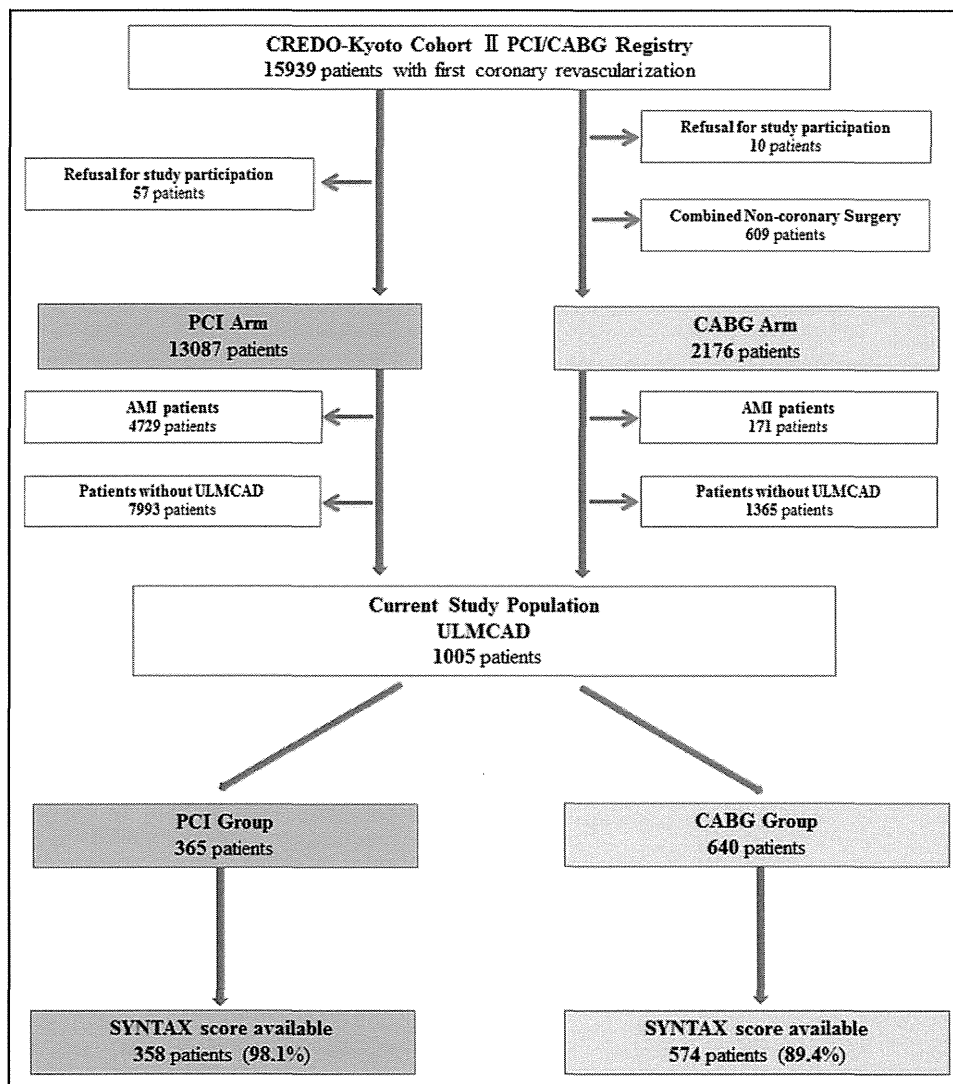 CREDO-Kyoto Cohort Ⅱ PCI/CABG Registry
15939 patients with first coronary revascularization
Refusal for study participation
10 patients
Refusal for study participation
57 patients
Combined Non-coronary Surgery
609 patients
PCI Arm
13087 patients
CABG Arm
2176 patients
AMI patients
4729 patients
AMI patients
171 patients
Patients without ULMCAD
7993 patients
Patients without ULMCAD
1365 patients
Current Study Population
ULMCAD
1005 patients
PCI Group
365 patients
CABG Group
640 patients
SYNTAX score available
358 patients (98.1%)
SYNTAX score available
574 patients (89.4%)